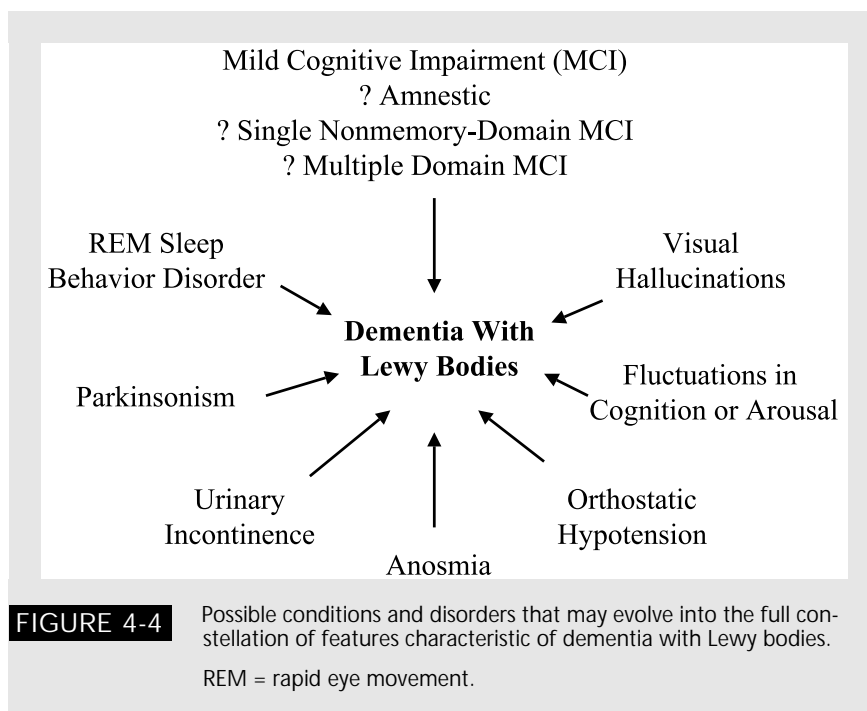 Mild Cognitive Impairment (MCI)
? Amnestic
? Single Nonmemory-Domain MCI
? Multiple Domain MCI
REM Sleep
Behavior Disorder
Visual
Hallucinations
Dementia With
Lewy Bodies
Parkinsonism
Fluctuations in
Cognition or Arousal
Urinary
Incontinence
Orthostatic
Hypotension
Anosmia
FIGURE 4-4
Possible conditions and disorders that may evolve into the full con-
stellation of features characteristic of dementia with Lewy bodies.
REM = rapid eye movement.